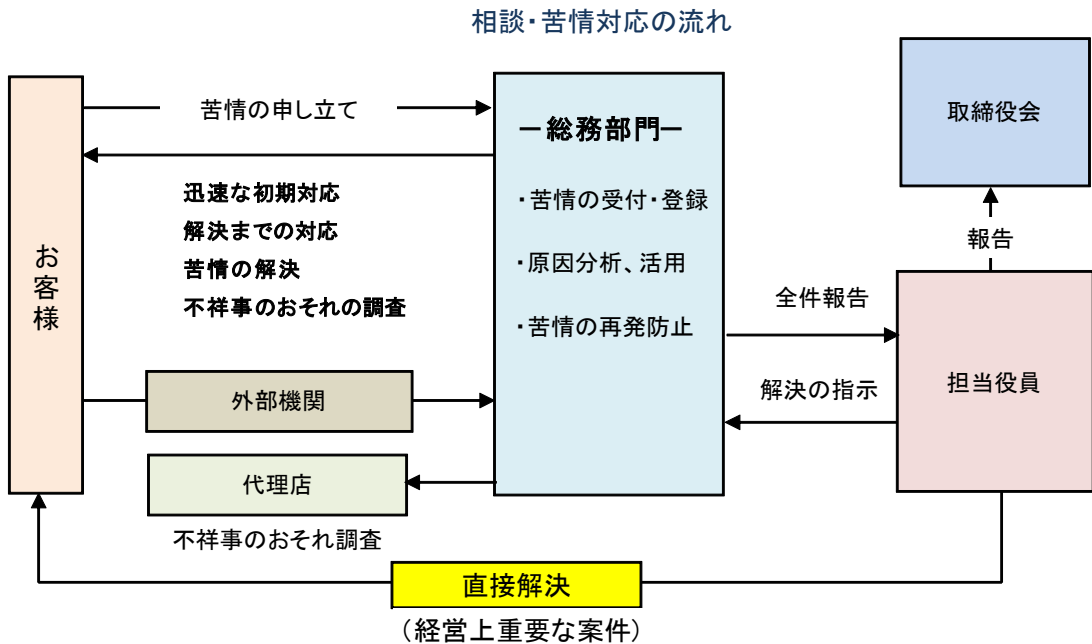 相談・苦情対応の流れ
お客様
苦情の申し立て
迅速な初期対応
解決までの対応
苦情の解決
不祥事のおそれの調査
外部機関
代理店
不祥事のおそれ調査
－総務部門－
・苦情の受付・登録
・原因分析、活用
・苦情の再発防止
全件報告
解決の指示
取締役会
報告
担当役員
直接解決
（経営上重要な案件）